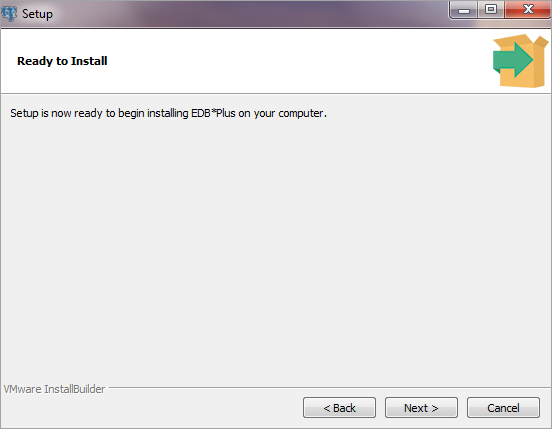 Setup
Ready to Install
Setup is now ready to begin installing EDB*Plus on your computer.
VMware InstallBuilder
< Back
Next >
Cancel